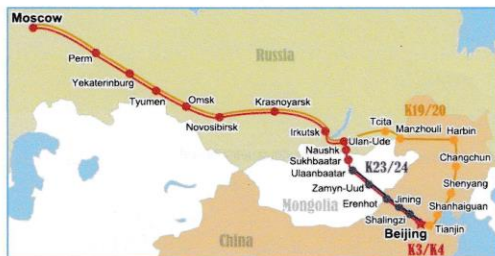 Moscow
Russia
Perm
Yekaterinburg
Tyumen
Omsk
Novosibirsk
Krasnoyarsk
Irkutsk
Ulan-Ude
Tcita
K19/20
Manzhouli
Harbin
Naushk
Sukhbaatar
Ulaanbaatar
K23/24
Changchun
Zamyn-Uud
Shenyang
Mongolia
Erenhot
Jining
Shanhaiguan
Shalingzi
Tianjin
Beijing
China
K3/K4